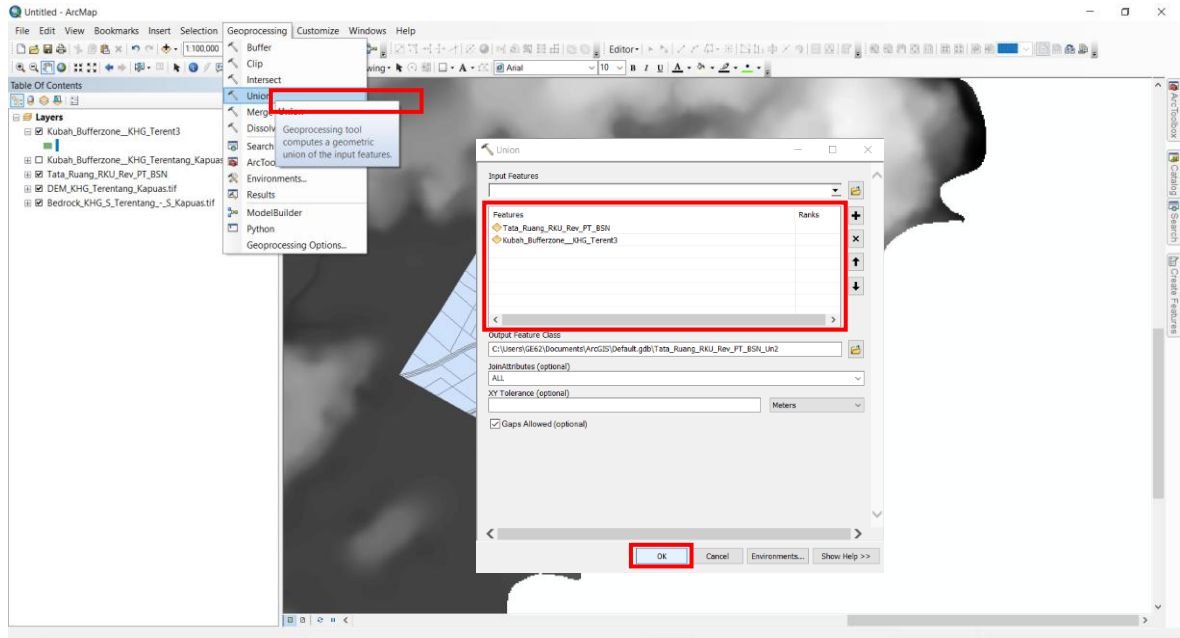 Untitled - ArcMap
File Edit View Bookmarks Insert Selection Geoprocessing Customize Windows Help
1:100,000
Editor
Arial
10
B I U A
Table Of Contents
Layers
Kubah_Bufferzone__KHG_Terent3
Kubah_Bufferzone__KHG_Terentang_Kapuas
Tata_Ruang_RKU_Rev_PT_BSN
DEM_KHG_Terentang_Kapuas.tif
Bedrock_KHG_S_Terentang_-_S_Kapuas.tif
Buffer
Clip
Intersect
Union
Merge
Dissolv
Search
ArcToo
Environments...
Results
ModelBuilder
Python
Geoprocessing Options...
Union
Geoprocessing tool
computes a geometric
union of the input features.
Union
Input Features
Features Ranks
Tata_Ruang_RKU_Rev_PT_BSN
Kubah_Bufferzone__KHG_Terent3
Output Feature Class
C:\Users\GE62\Documents\ArcGIS\Default.gdb\Tata_Ruang_RKU_Rev_PT_BSN_Un2
JoinAttributes (optional)
ALL
XY Tolerance (optional)
Meters
Gaps Allowed (optional)
OK Cancel Environments... Show Help >>
ArcToolbox
Catalog
Search
Create Features